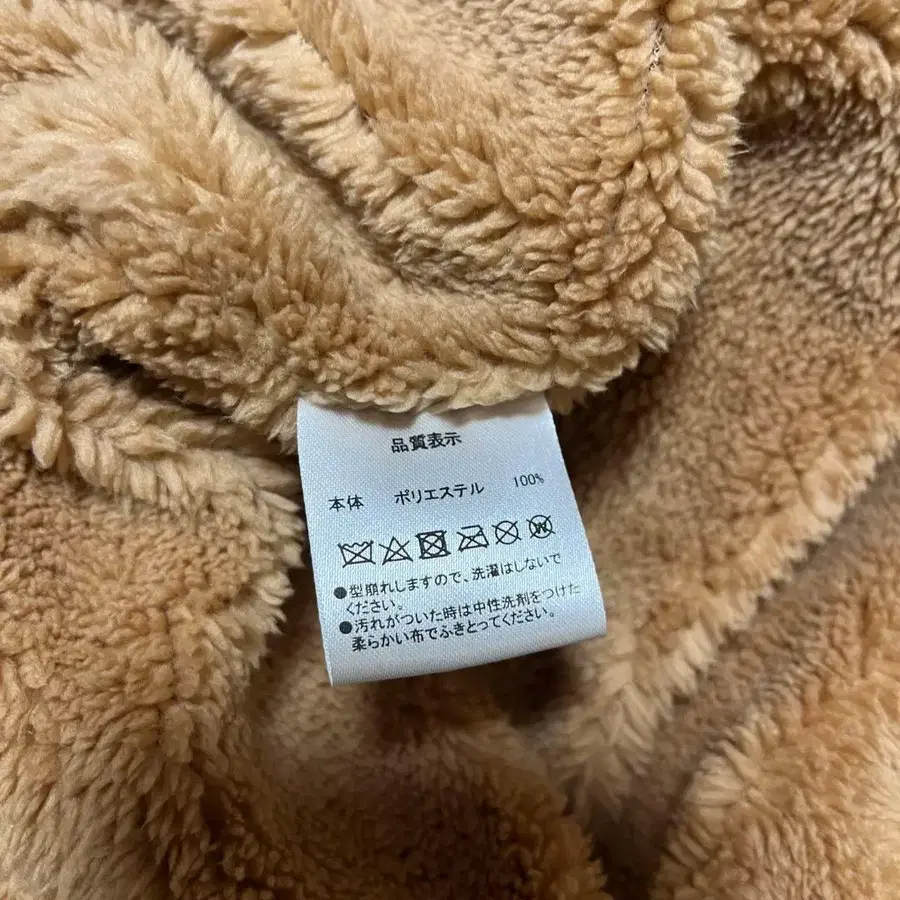 品質表示
本体 ポリエステル 100%
●型崩れしますので、洗濯はしないで
ください。
●汚れがついた時は中性洗剤をつけた
柔らかい布でふきとってください。